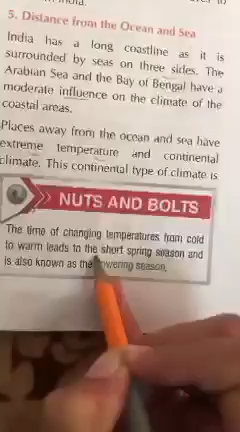 India.
5. Distance from the Ocean and Sea
India has a long coastline as it is
surrounded by seas on three sides. The
Arabian Sea and the Bay of Bengal have a
moderate influence on the climate of the
coastal areas.
Places away from the ocean and sea have
extreme temperature and continental
climate. This continental type of climate is
NUTS AND BOLTS
The time of changing temperatures from cold
to warm leads to the short spring season and
is also known as the owering season.